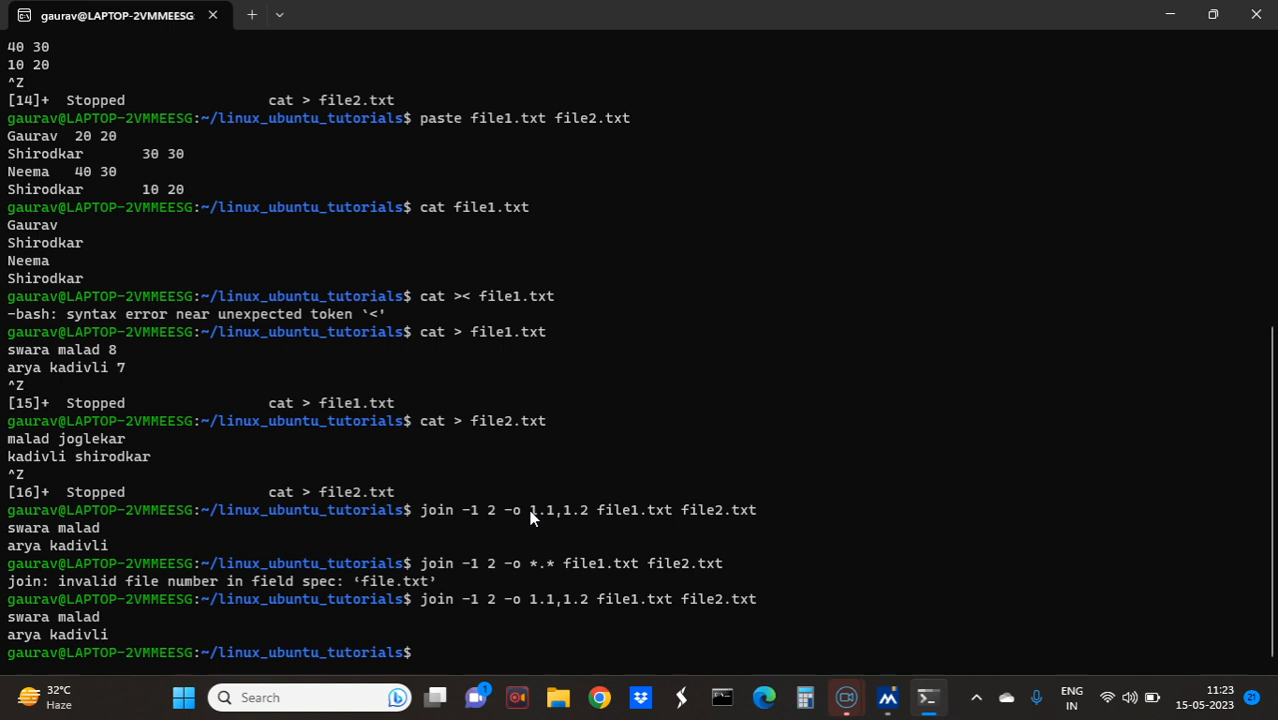 gaurav@LAPTOP-2VMMEESG:
40 30
10 20
^Z
[14]+  Stopped                 cat > file2.txt
gaurav@LAPTOP-2VMMEESG:~/linux_ubuntu_tutorials$ paste file1.txt file2.txt
Gaurav  20 20
Shirodkar       30 30
Neema   40 30
Shirodkar       10 20
gaurav@LAPTOP-2VMMEESG:~/linux_ubuntu_tutorials$ cat file1.txt
Gaurav
Shirodkar
Neema
Shirodkar
gaurav@LAPTOP-2VMMEESG:~/linux_ubuntu_tutorials$ cat >< file1.txt
-bash: syntax error near unexpected token `<'
gaurav@LAPTOP-2VMMEESG:~/linux_ubuntu_tutorials$ cat > file1.txt
swara malad 8
arya kadivli 7
^Z
[15]+  Stopped                 cat > file1.txt
gaurav@LAPTOP-2VMMEESG:~/linux_ubuntu_tutorials$ cat > file2.txt
malad joglekar
kadivli shirodkar
^Z
[16]+  Stopped                 cat > file2.txt
gaurav@LAPTOP-2VMMEESG:~/linux_ubuntu_tutorials$ join -1 2 -o 1.1,1.2 file1.txt file2.txt
swara malad
arya kadivli
gaurav@LAPTOP-2VMMEESG:~/linux_ubuntu_tutorials$ join -1 2 -o *.* file1.txt file2.txt
join: invalid file number in field spec: ‘file.txt’
gaurav@LAPTOP-2VMMEESG:~/linux_ubuntu_tutorials$ join -1 2 -o 1.1,1.2 file1.txt file2.txt
swara malad
arya kadivli
gaurav@LAPTOP-2VMMEESG:~/linux_ubuntu_tutorials$
32°C
Haze
Search
1
ENG
IN
11:23
15-05-2023
21